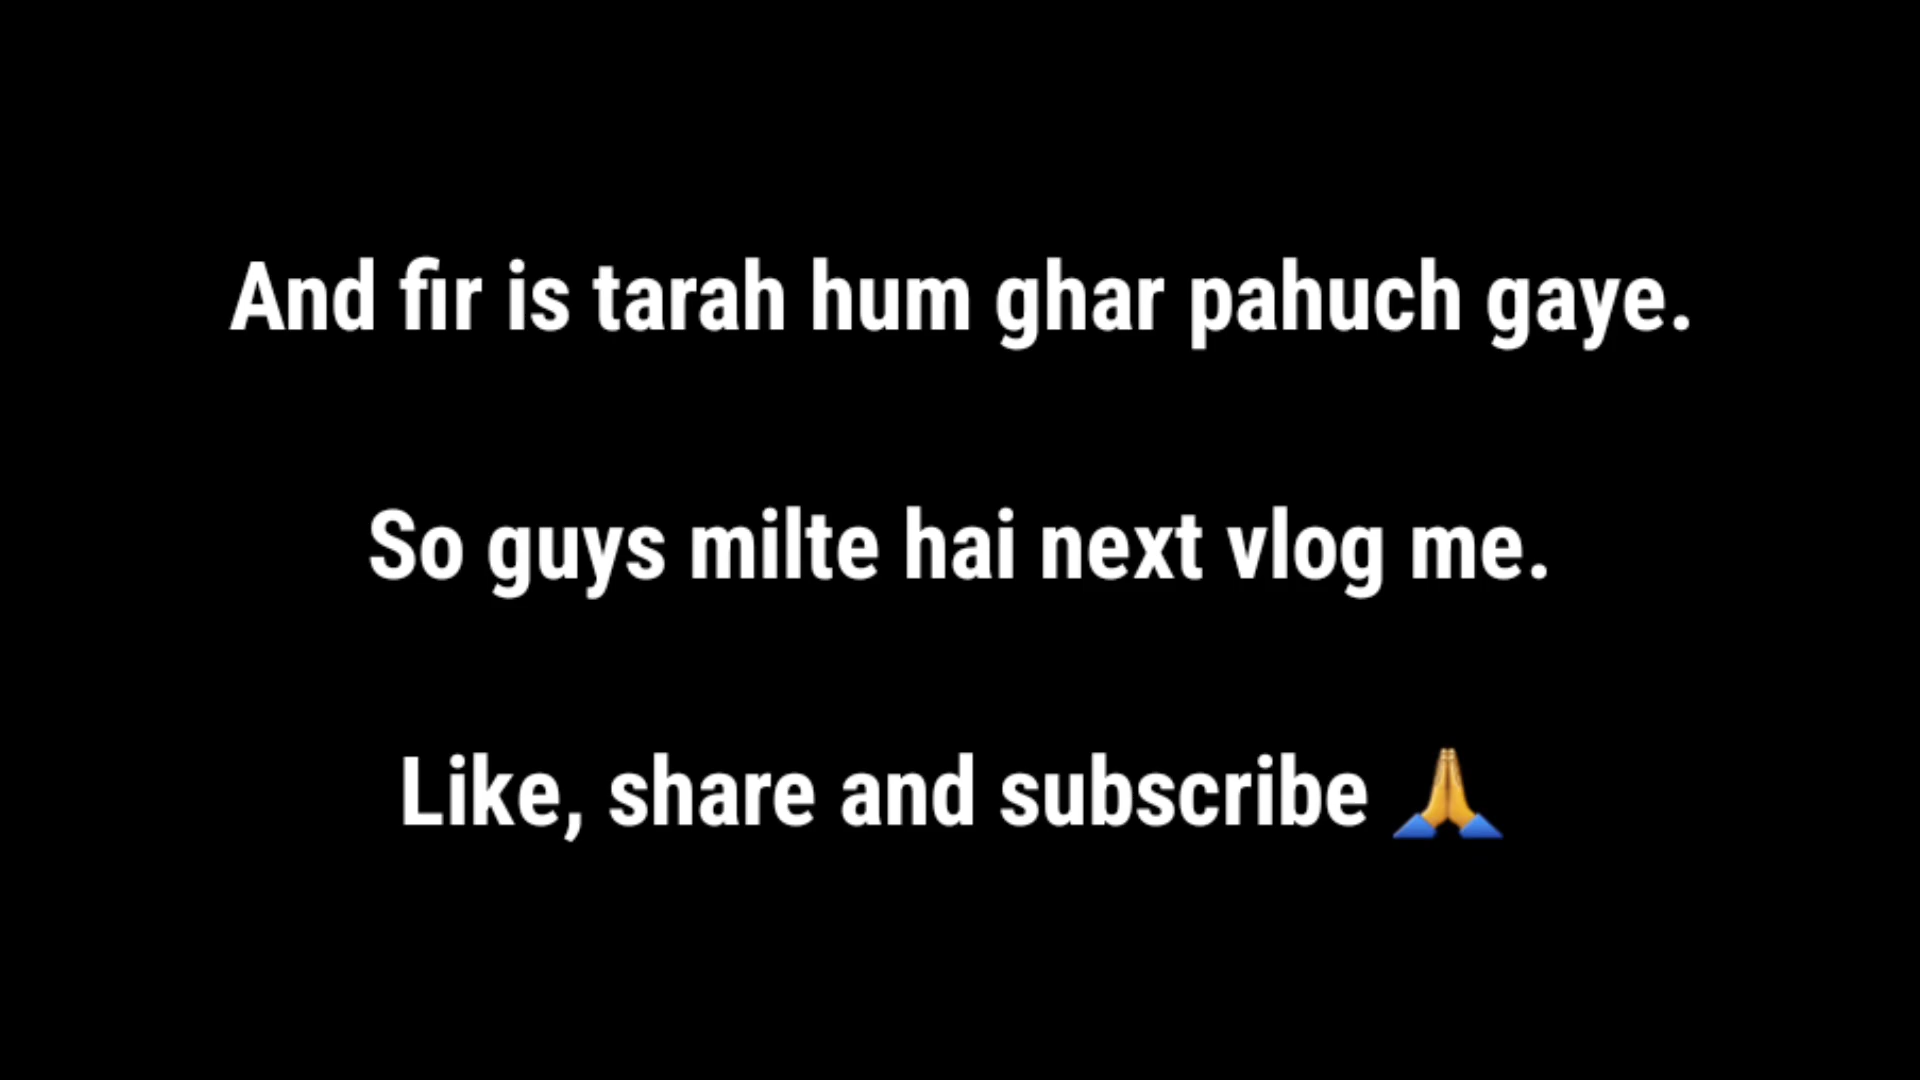 And fir is tarah hum ghar pahuch gaye.
So guys milte hai next vlog me.
Like, share and subscribe 🙏